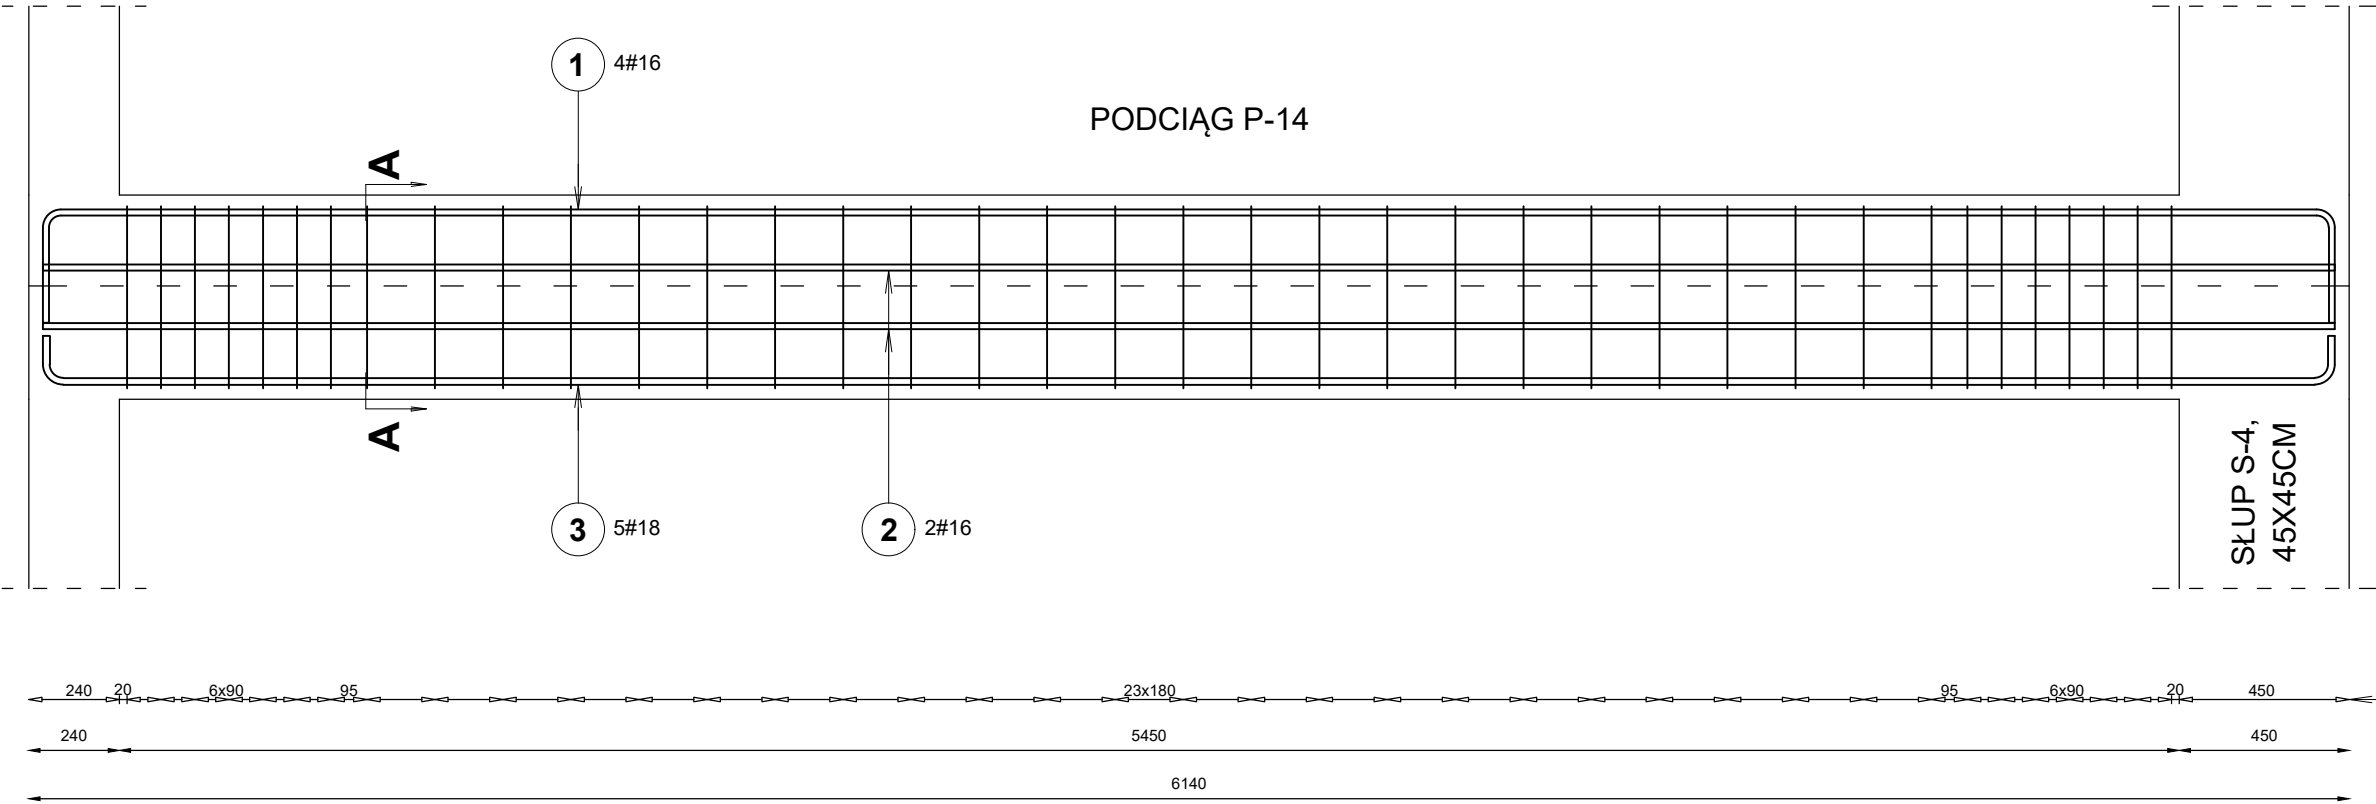 1 4#16
PODCIĄG P-14
A
A
3 5#18
2 2#16
SŁUP S-4,
45X45CM
240 20 6x90 95 23x180 95 6x90 20 450
240 5450 450
6140